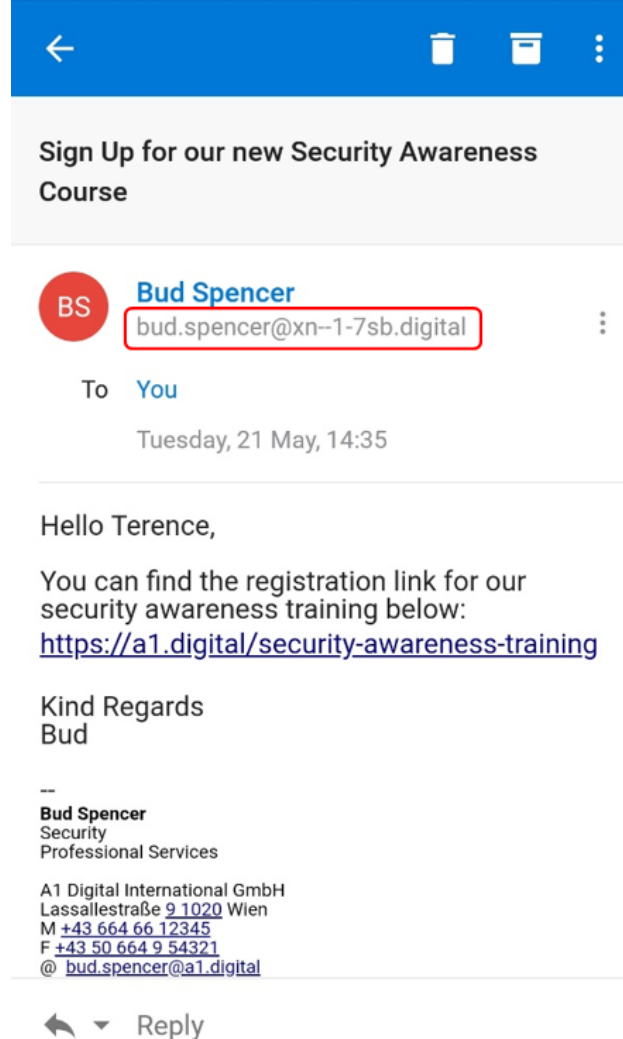 Sign Up for our new Security Awareness
Course
BS
Bud Spencer
bud.spencer@xn--1-7sb.digital
To You
Tuesday, 21 May, 14:35
Hello Terence,
You can find the registration link for our
security awareness training below:
https://a1.digital/security-awareness-training
Kind Regards
Bud
--
Bud Spencer
Security
Professional Services
A1 Digital International GmbH
Lassallestraße 9 1020 Wien
M +43 664 66 12345
F +43 50 664 9 54321
@ bud.spencer@a1.digital
Reply